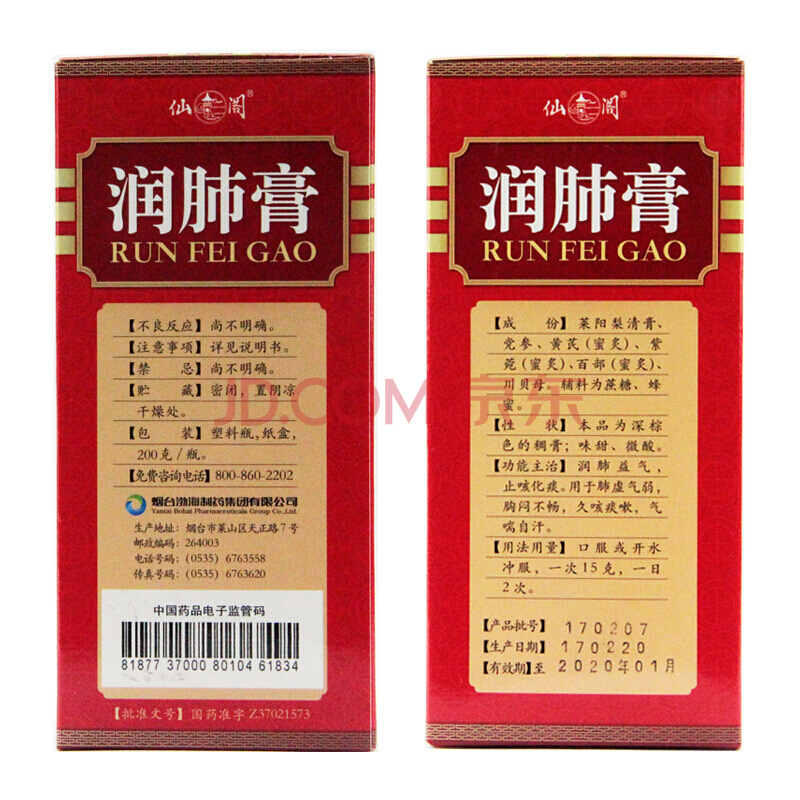 仙阁®
润肺膏
RUN FEI GAO
【不良反应】尚不明确。
【注意事项】详见说明书。
【禁 忌】尚不明确。
【贮 藏】密闭，置阴凉
干燥处。
【包 装】塑料瓶,纸盒,
200克/瓶。
【免费咨询电话】800-860-2202
烟台渤海制药集团有限公司
Yantai Bohai Pharmaceuticals Group Co.,Ltd.
生产地址：烟台市莱山区天正路7号
邮政编码：264003
电话号码：(0535) 6763558
传真号码：(0535) 6763620
中国药品电子监管码
81877 37000 80104 61834
【批准文号】国药准字Z37021573
仙阁®
润肺膏
RUN FEI GAO
【成 份】莱阳梨清膏、
党参、黄芪（蜜炙）、紫
菀（蜜炙）、百部（蜜炙）、
川贝母。辅料为蔗糖、蜂
蜜。
【性 状】本品为深棕
色的稠膏；味甜、微酸。
【功能主治】润肺益气，
止咳化痰。用于肺虚气弱，
胸闷不畅，久咳痰嗽，气
喘自汗。
【用法用量】口服或开水
冲服，一次15克，一日
2次。
【产品批号】170207
【生产日期】170220
【有效期】至 2020年01月
JD.COM 京东